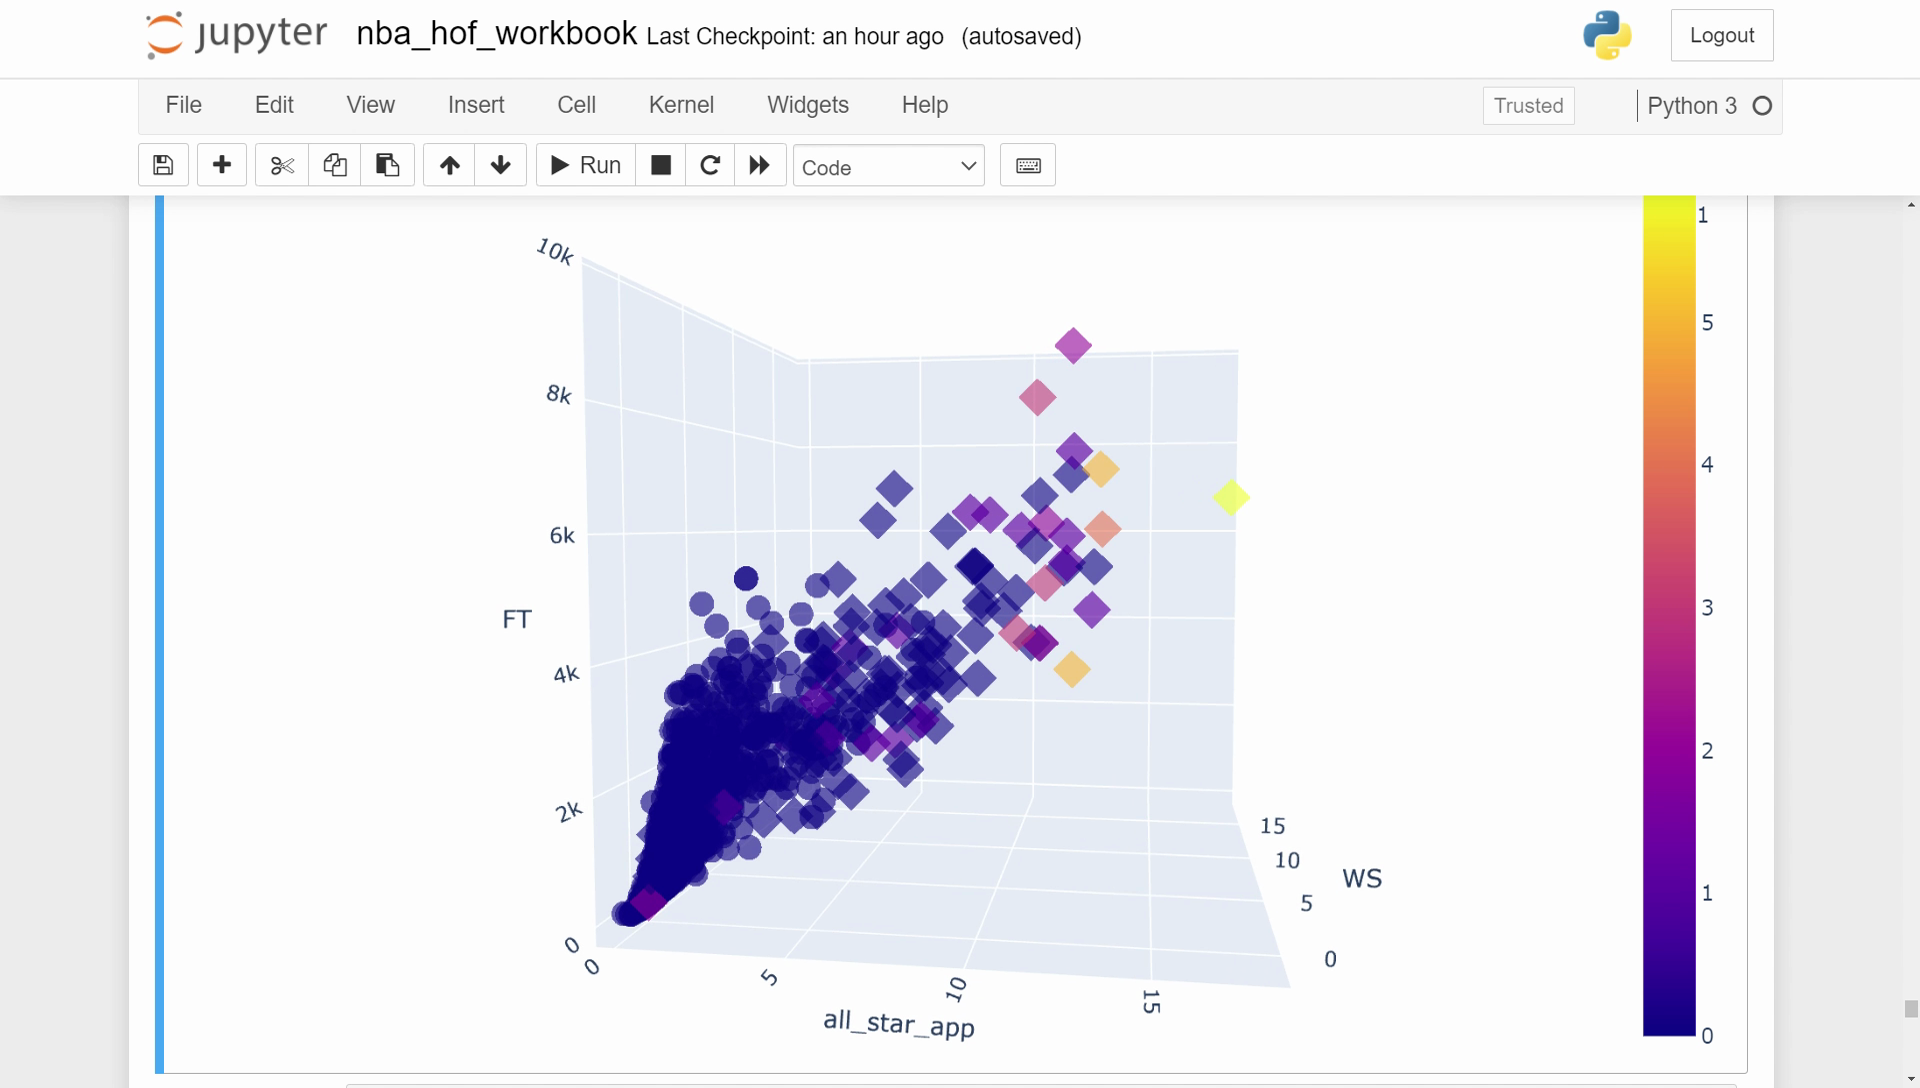 jupyter nba_hof_workbook Last Checkpoint: an hour ago (autosaved) Logout
File Edit View Insert Cell Kernel Widgets Help Trusted Python 3
Run Code
1
5
4
3
2
1
0
10k
8k
6k
4k
2k
0
FT
0
5
10
15
all_star_app
15
10
5
0
WS